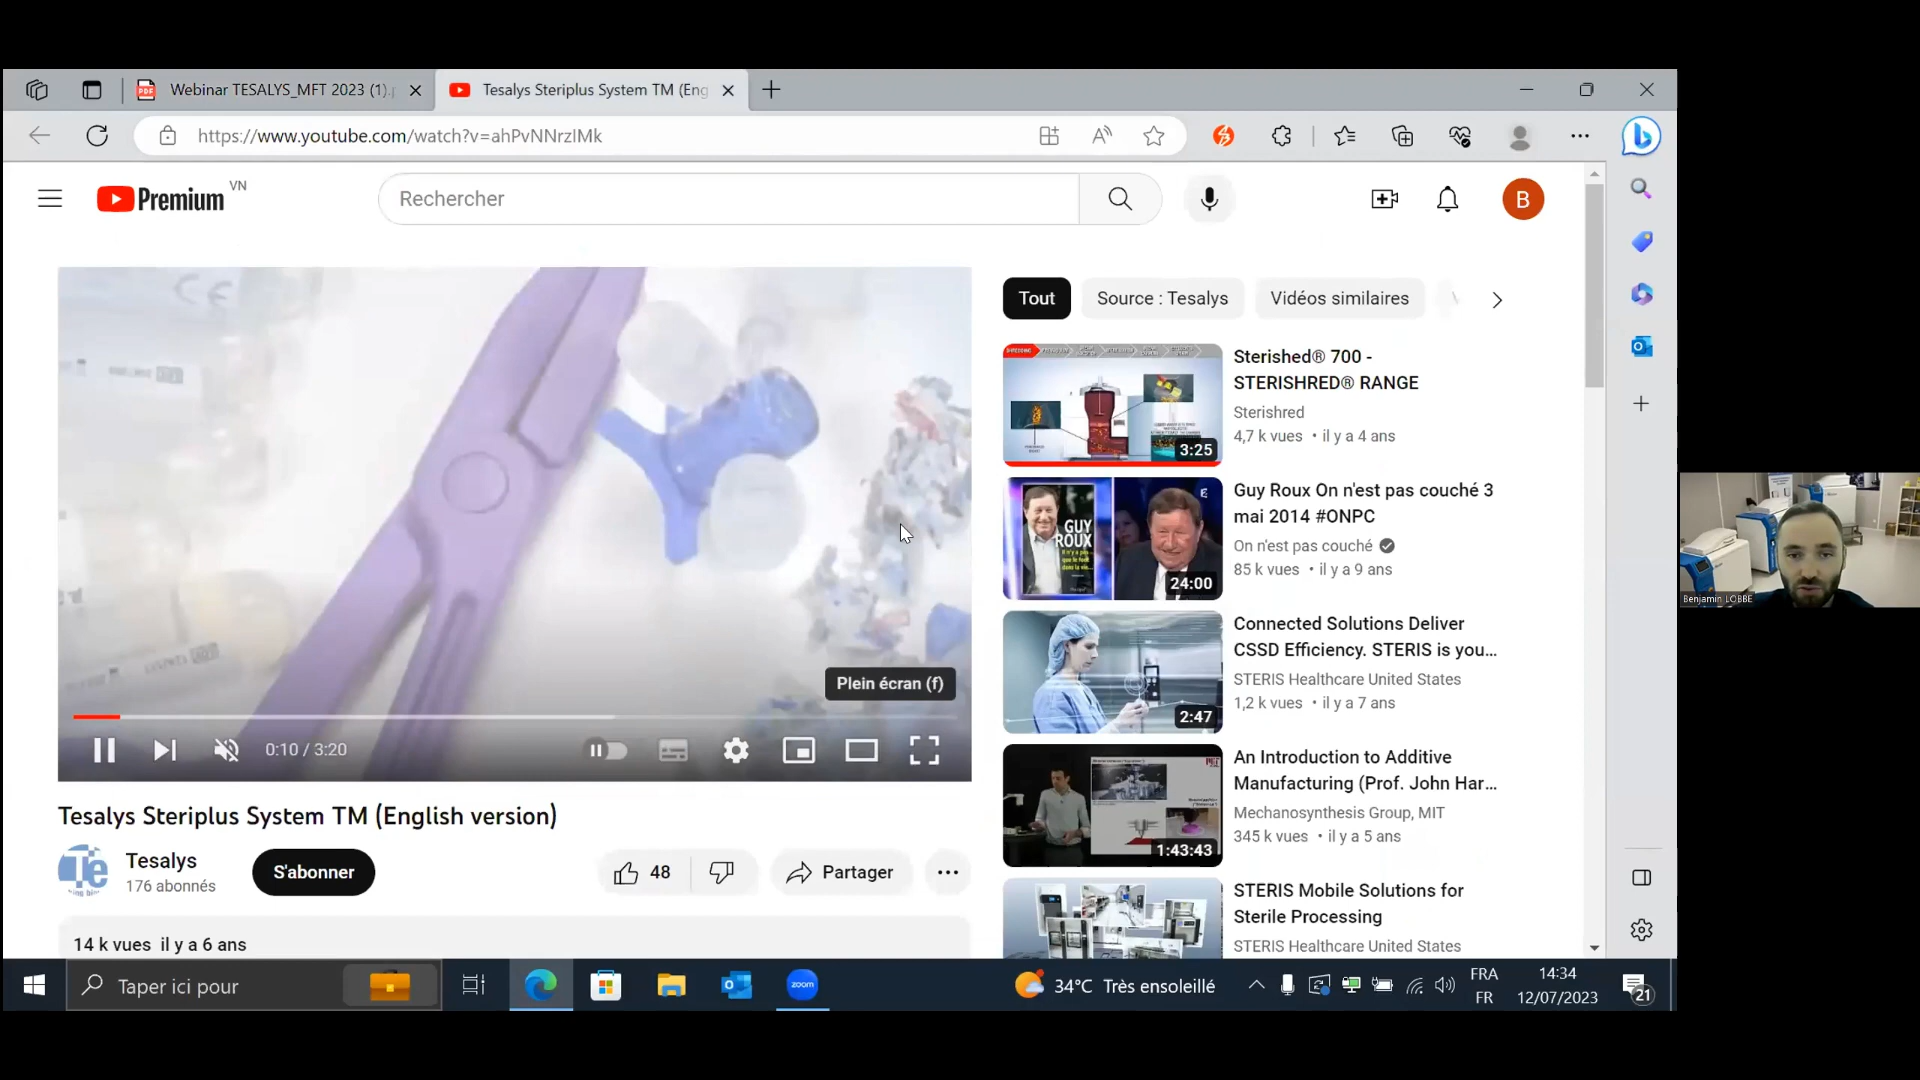 Webinar TESALYS_MFT 2023 (1).
Tesalys Steriplus System TM (Eng
https://www.youtube.com/watch?v=ahPvNNrzIMk
Premium VN
Rechercher
B
CE
Plein écran (f)
0:10 / 3:20
Tesalys Steriplus System TM (English version)
Tesalys
176 abonnés
S'abonner
48
Partager
14 k vues il y a 6 ans
Tout
Source : Tesalys
Vidéos similaires
Sterished® 700 -
STERISHRED® RANGE
Sterishred
4,7 k vues • il y a 4 ans
3:25
Guy Roux On n'est pas couché 3
mai 2014 #ONPC
On n'est pas couché
85 k vues • il y a 9 ans
GUY
ROUX
24:00
Connected Solutions Deliver
CSSD Efficiency. STERIS is you...
STERIS Healthcare United States
1,2 k vues • il y a 7 ans
2:47
An Introduction to Additive
Manufacturing (Prof. John Har...
Mechanosynthesis Group, MIT
345 k vues • il y a 5 ans
1:43:43
STERIS Mobile Solutions for
Sterile Processing
STERIS Healthcare United States
Benjamin LOBBE
Taper ici pour
zoom
34°C Très ensoleillé
FRA
FR
14:34
12/07/2023
21